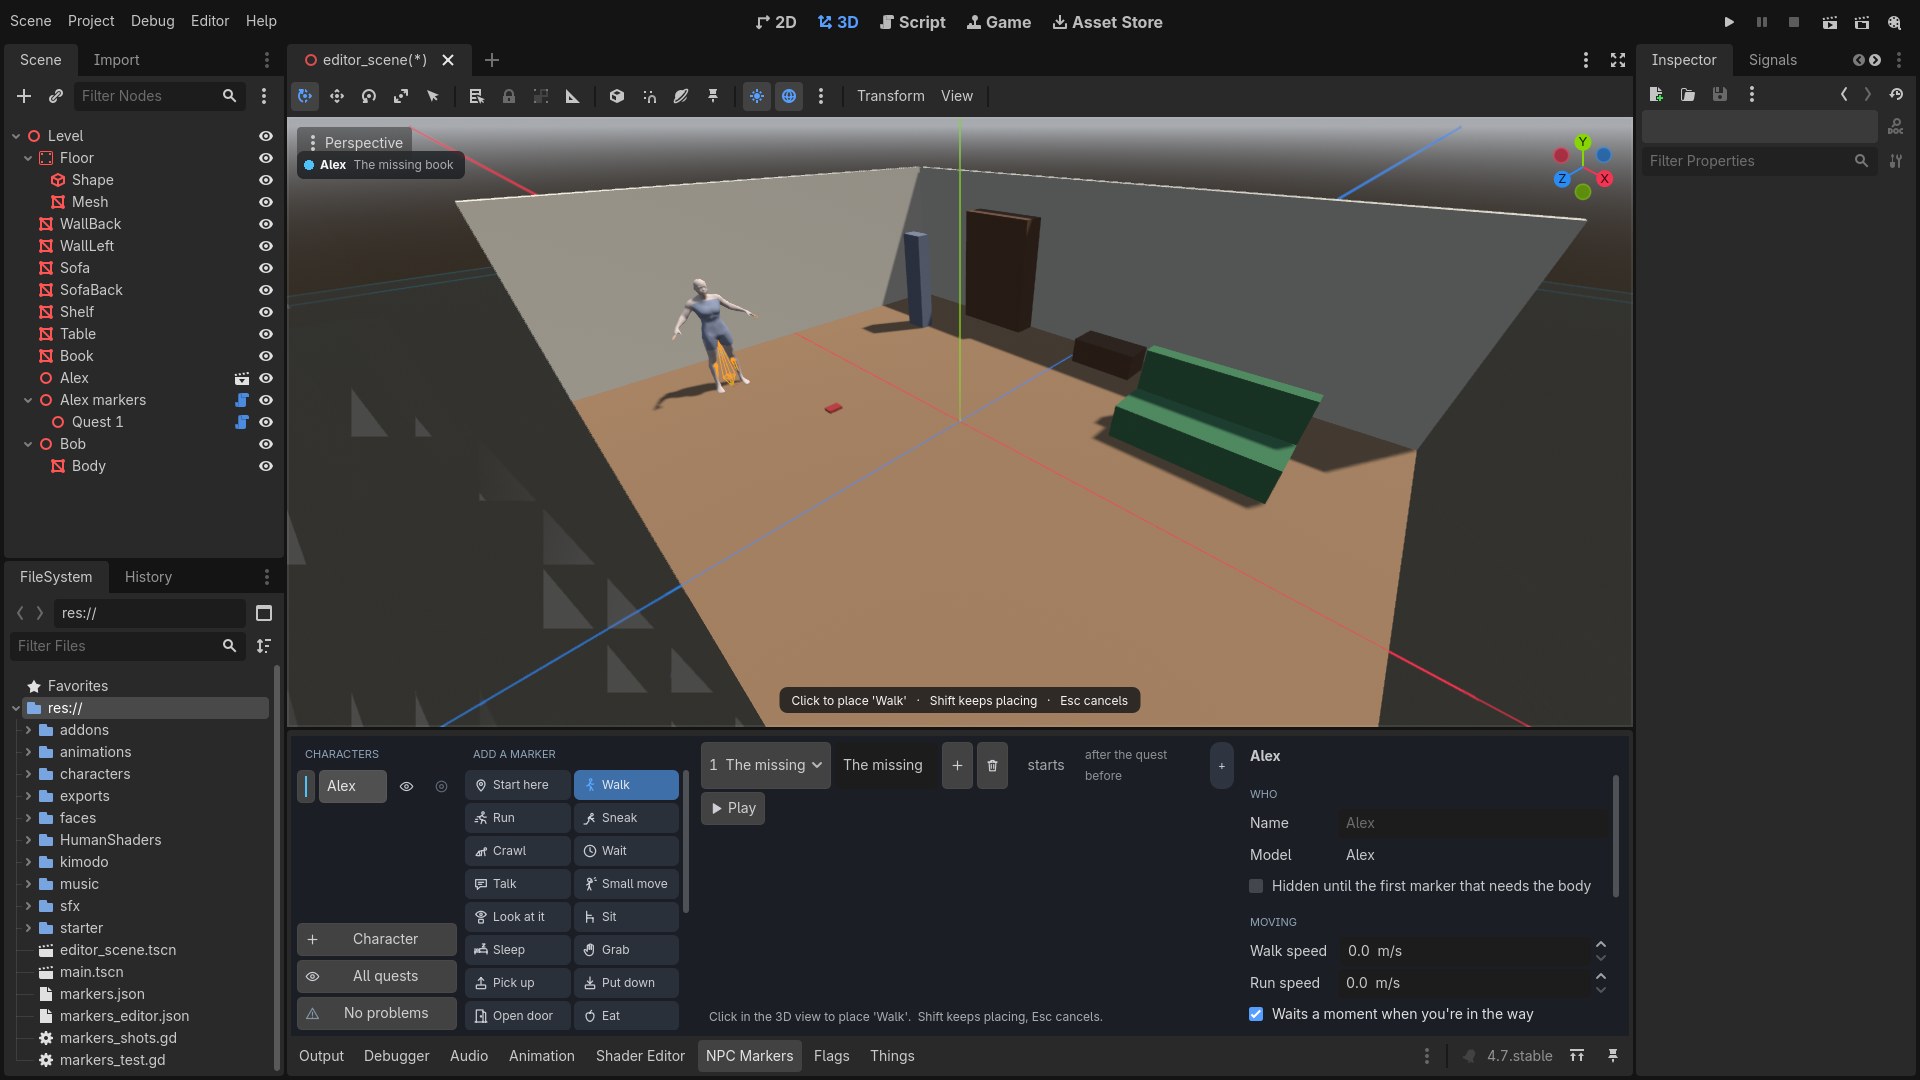 Scene Project Debug Editor Help
2D 3D Script Game Asset Store
Scene Import
Filter Nodes
Level
Floor
Shape
Mesh
WallBack
WallLeft
Sofa
SofaBack
Shelf
Table
Book
Alex
Alex markers
Quest 1
Bob
Body
FileSystem History
res://
Filter Files
Favorites
res://
addons
animations
characters
exports
faces
HumanShaders
kimodo
music
sfx
starter
editor_scene.tscn
main.tscn
markers.json
markers_editor.json
markers_shots.gd
markers_test.gd
editor_scene(*)
Transform View
Perspective
Alex The missing book
Y
Z X
Click to place 'Walk' · Shift keeps placing · Esc cancels
CHARACTERS
Alex
Character
All quests
No problems
ADD A MARKER
Start here Walk
Run Sneak
Crawl Wait
Talk Small move
Look at it Sit
Sleep Grab
Pick up Put down
Open door Eat
1 The missing The missing + starts after the quest before +
Play
Click in the 3D view to place 'Walk'. Shift keeps placing, Esc cancels.
Alex
WHO
Name Alex
Model Alex
Hidden until the first marker that needs the body
MOVING
Walk speed 0.0 m/s
Run speed 0.0 m/s
Waits a moment when you're in the way
Output Debugger Audio Animation Shader Editor NPC Markers Flags Things 4.7.stable
Inspector Signals
Filter Properties